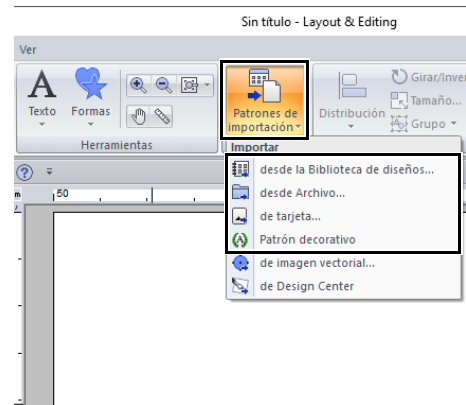 Sin título - Layout & Editing
Ver
Texto
Formas
Herramientas
Patrones de
importación
Distribución
Girar/Inver
Tamaño...
Grupo
Importar
desde la Biblioteca de diseños...
desde Archivo...
de tarjeta...
Patrón decorativo
de imagen vectorial...
de Design Center
50